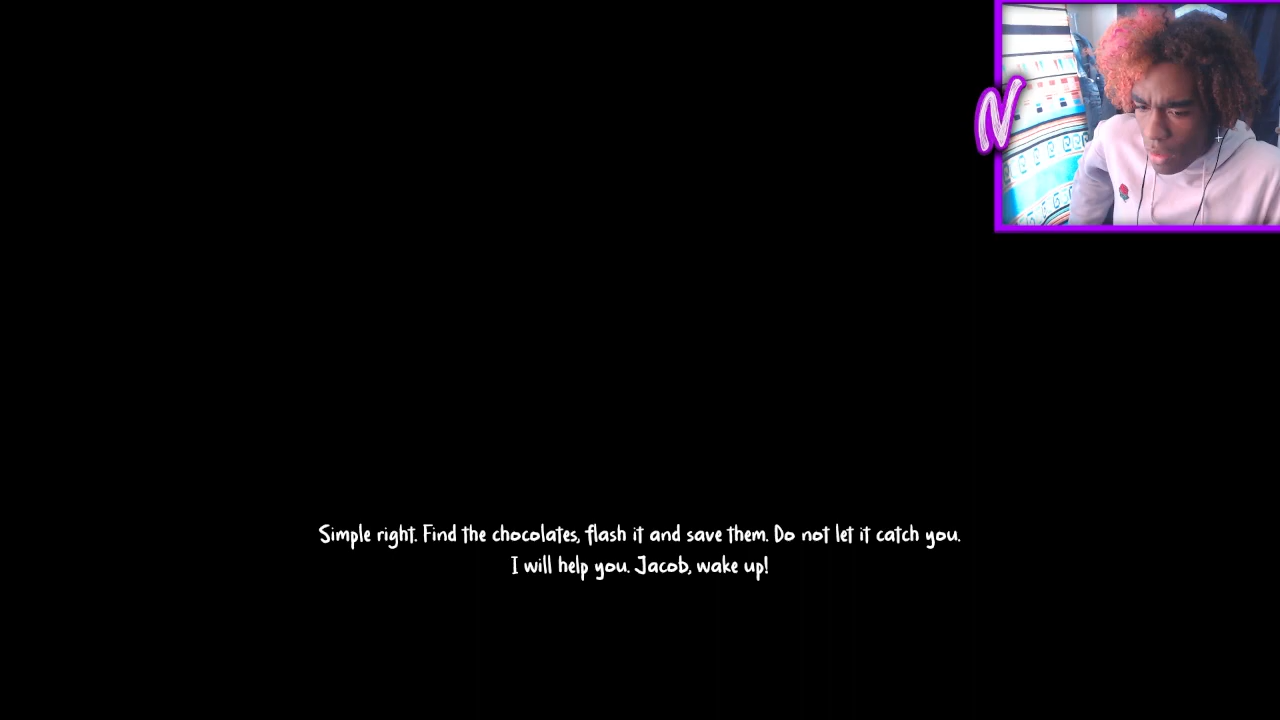 N
Simple right. Find the chocolates, flash it and save them. Do not let it catch you.
I will help you. Jacob, wake up!